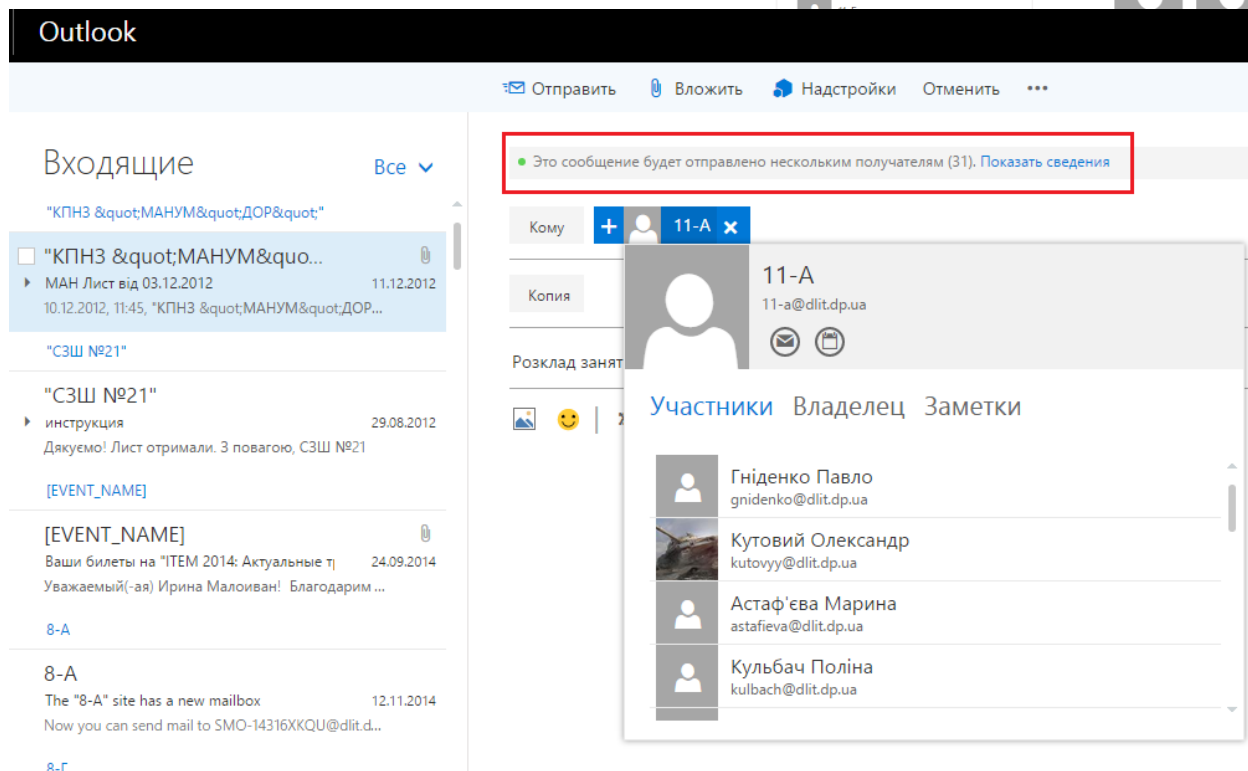 Outlook
Отправить Вложить Надстройки Отменить •••
Входящие Все
"КПНЗ &quot;МАНУМ&quot;ДОР&quot;"
"КПНЗ &quot;МАНУМ&quo...
МАН Лист від 03.12.2012 11.12.2012
10.12.2012, 11:45, "КПНЗ &quot;МАНУМ&quot;ДОР...
"СЗШ №21"
"СЗШ №21"
инструкция 29.08.2012
Дякуємо! Лист отримали. З повагою, СЗШ №21
[EVENT_NAME]
[EVENT_NAME]
Ваши билеты на "ITEM 2014: Актуальные 24.09.2014
Уважаемый(-ая) Ирина Малоиван! Благодарим ...
8-А
8-А
The "8-А" site has a new mailbox 12.11.2014
Now you can send mail to SMO-14316XKQU@dlit.d...
8-Г
Это сообщение будет отправлено нескольким получателям (31). Показать сведения
Кому 11-А
Копия
Розклад занят
11-А
11-a@dlit.dp.ua
Участники Владелец Заметки
Гніденко Павло
gnidenko@dlit.dp.ua
Кутовий Олександр
kutovyy@dlit.dp.ua
Астаф'єва Марина
astafieva@dlit.dp.ua
Кульбач Поліна
kulbach@dlit.dp.ua